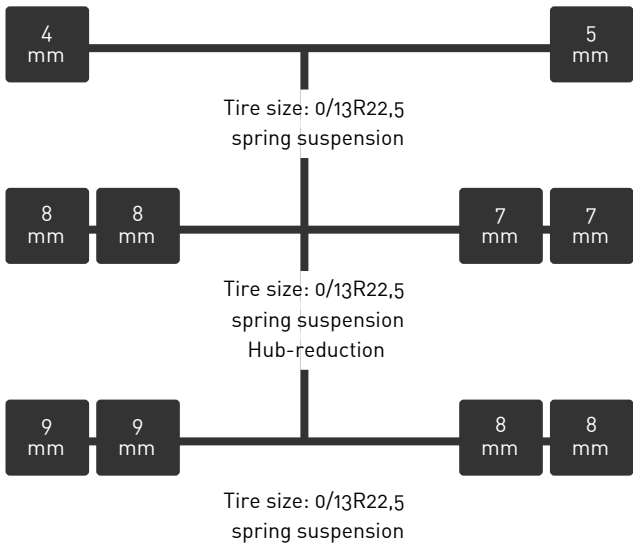 4
mm
5
mm
Tire size: 0/13R22,5
spring suspension
8
mm
8
mm
7
mm
7
mm
Tire size: 0/13R22,5
spring suspension
Hub-reduction
9
mm
9
mm
8
mm
8
mm
Tire size: 0/13R22,5
spring suspension